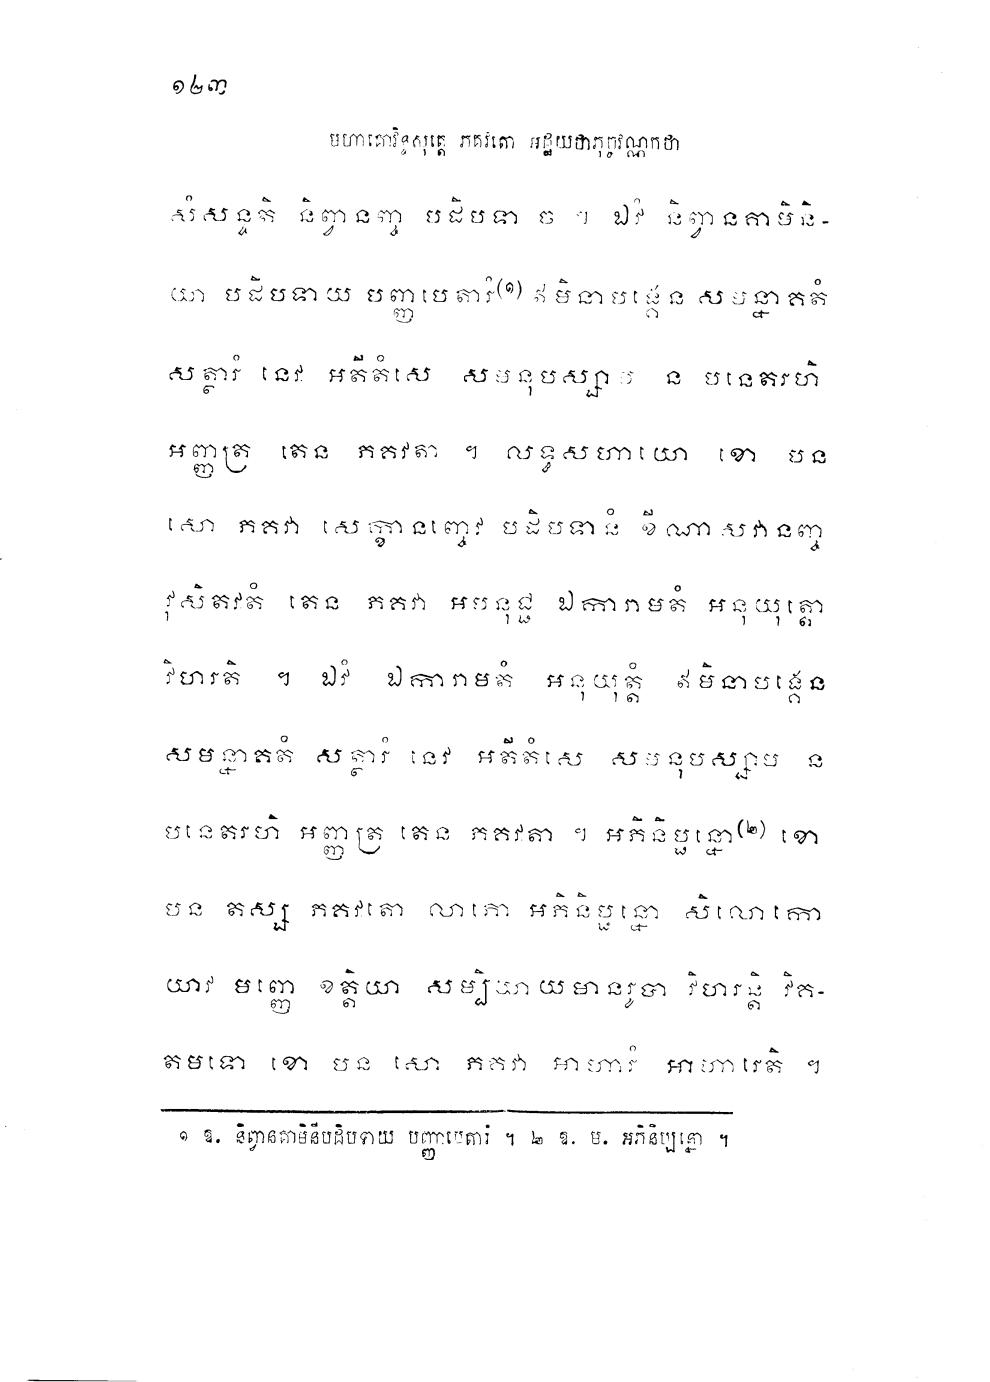 ១៤៣
មហាគោវិន្ទសុត្តេ ភគវតោ អដ្ឋយថាភុច្ចវណ្ណកថា
សំសន្ទតិ និព្វានញ្ច បដិបទា ច ។ ឯវំ និព្វានគាមិនិ-
យា បដិបទាយ បញ្ញាបេតារំ(១) ឥមិនាបង្គេន សមន្នាគតំ
សត្ថារំ នេវ អតីតំសេ សមនុបស្សាម ន បនេតរហិ
អញ្ញត្រ តេន ភគវតា ។ លទ្ធសហាយោ ខោ បន
សោ ភគវា សេក្ខានញ្ចេវ បដិបទានំ ខីណាសវានញ្ច
វុសិតវតំ តេន ភគវា អបនុជ្ជ ឯការាមតំ អនុយុត្តោ
វិហរតិ ។ ឯវំ ឯការាមតំ អនុយុត្តំ ឥមិនាបង្គេន
សមន្នាគតំ សត្ថារំ នេវ អតីតំសេ សមនុបស្សាម ន
បនេតរហិ អញ្ញត្រ តេន ភគវតា ។ អភិនិប្ផន្នោ(២) ខោ
បន តស្ស ភគវតោ លាភោ អភិនិប្ផន្នោ សិលោកោ
យាវ មញ្ញេ ខត្តិយា សម្បិយាយមានរូបា វិហរន្តិ វិគ-
តមទោ ខោ បន សោ ភគវា អាហារំ អាហារេតិ ។
១ ឱ. និព្វានគាមិនីបដិបទាយ បញ្ញាបេតារំ ។ ២ ឱ. ម. អភិនិប្បន្នោ ។